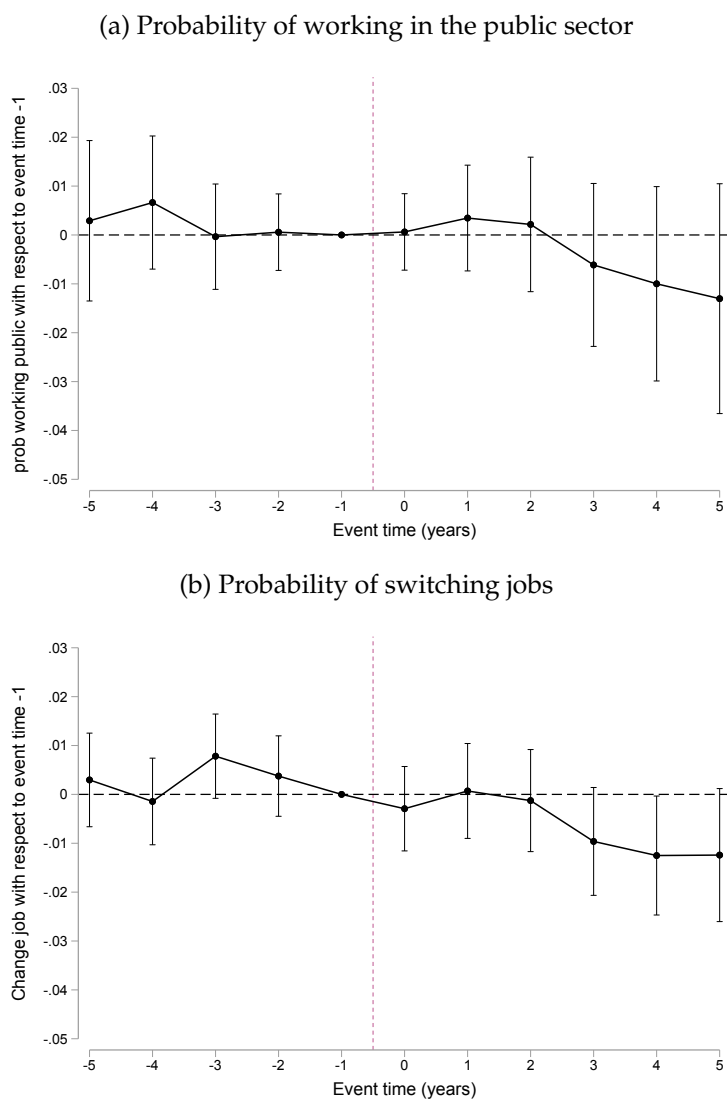 (a) Probability of working in the public sector
prob working public with respect to event time -1
.03
.02
.01
0
-.01
-.02
-.03
-.04
-.05
-5 -4 -3 -2 -1 0 1 2 3 4 5
Event time (years)
(b) Probability of switching jobs
Change job with respect to event time -1
.03
.02
.01
0
-.01
-.02
-.03
-.04
-.05
-5 -4 -3 -2 -1 0 1 2 3 4 5
Event time (years)